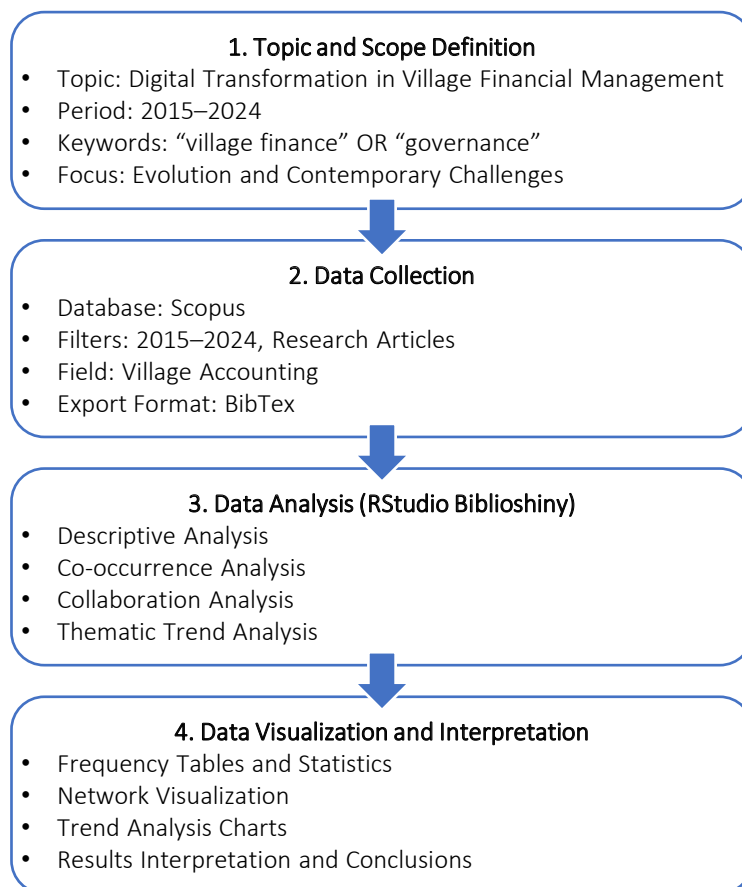 1. Topic and Scope Definition
• Topic: Digital Transformation in Village Financial Management
• Period: 2015–2024
• Keywords: “village finance” OR “governance”
• Focus: Evolution and Contemporary Challenges
2. Data Collection
• Database: Scopus
• Filters: 2015–2024, Research Articles
• Field: Village Accounting
• Export Format: BibTex
3. Data Analysis (RStudio Biblioshiny)
• Descriptive Analysis
• Co-occurrence Analysis
• Collaboration Analysis
• Thematic Trend Analysis
4. Data Visualization and Interpretation
• Frequency Tables and Statistics
• Network Visualization
• Trend Analysis Charts
• Results Interpretation and Conclusions